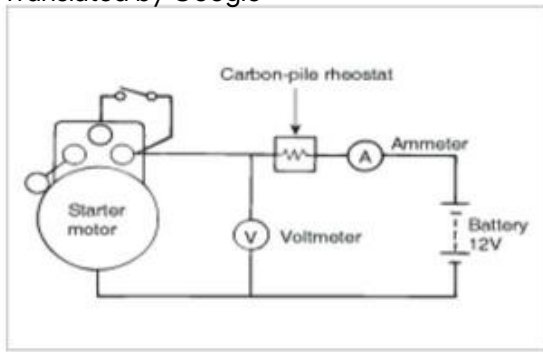 Translated by Google
Carbon-pile rheostat
A
Ammeter
Starter
motor
V
Voltmeter
Battery
12V